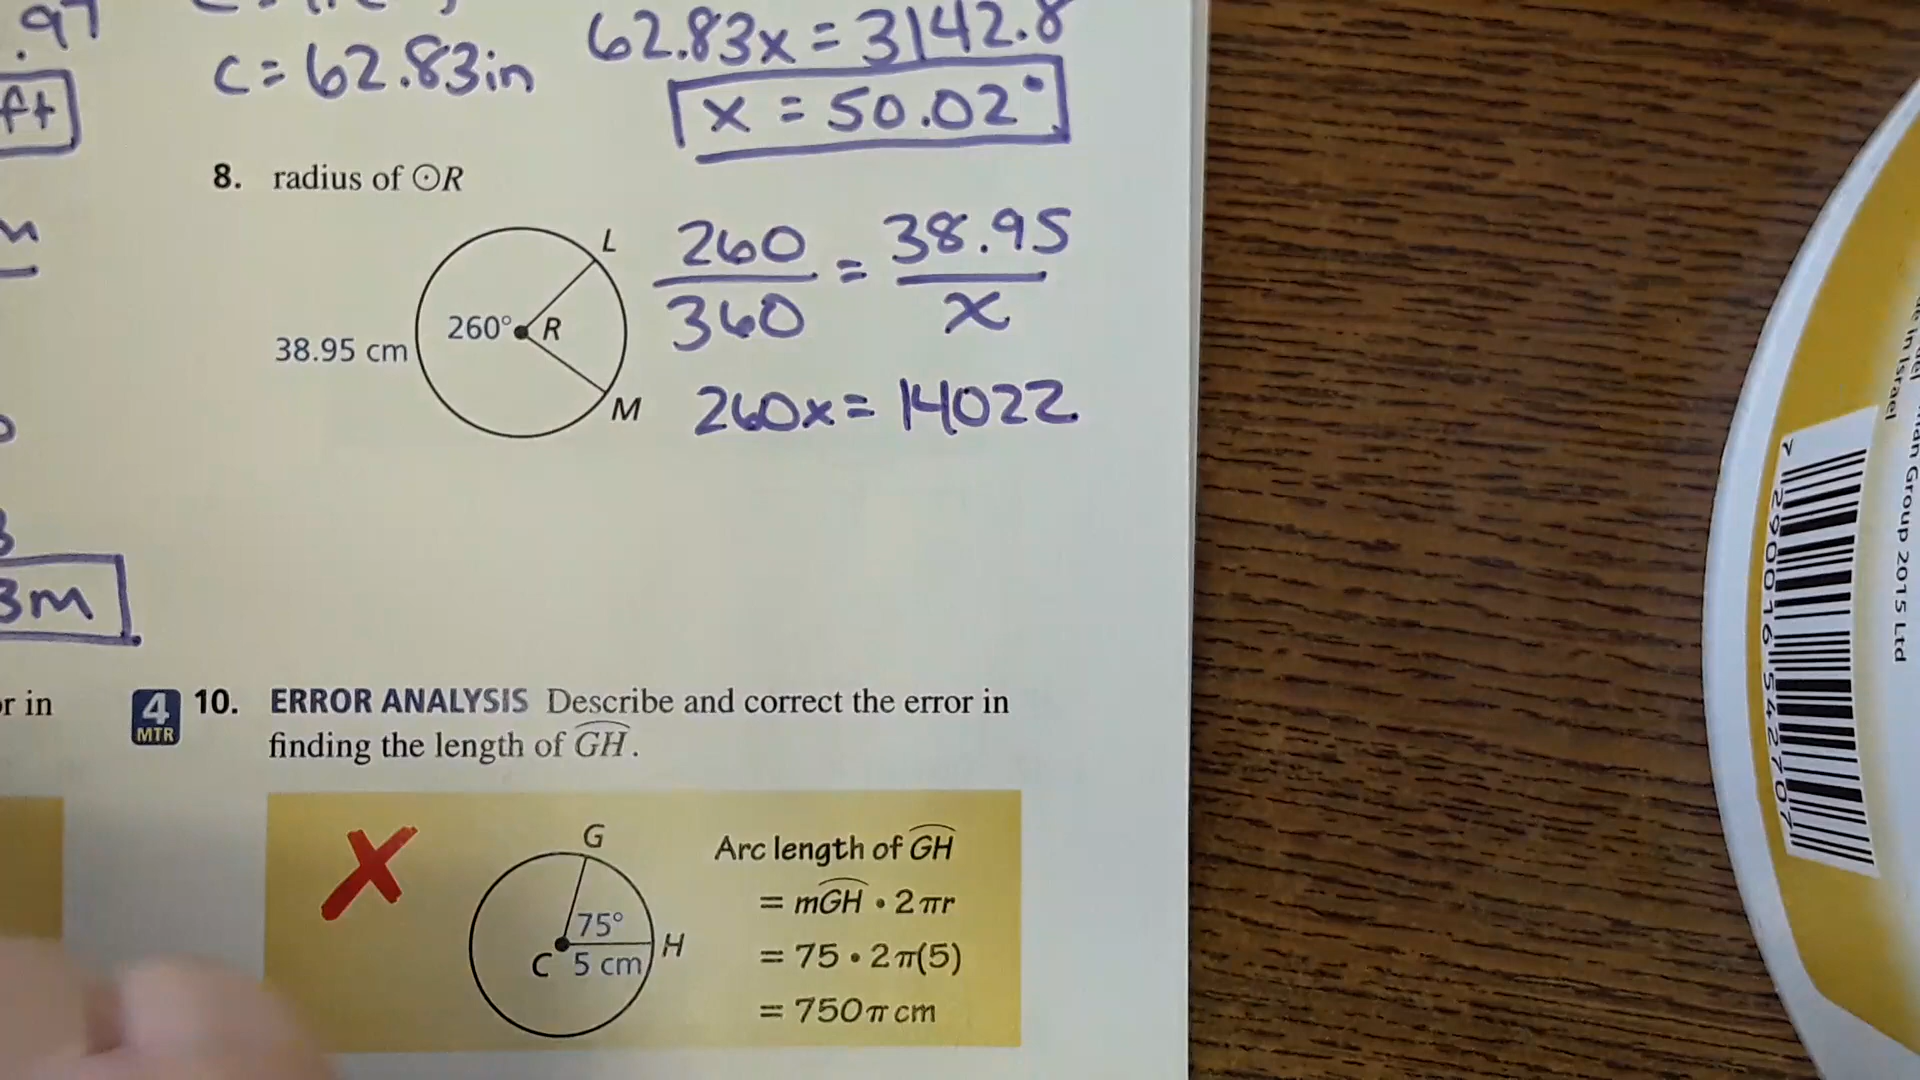 .97
ft
C = 62.83in
62.83x = 3142.8
x = 50.02°
8. radius of ⊙R
L
260° R
38.95 cm
M
260/360 = 38.95/x
260x = 14022
m
3m
r in
4
MTR
10. ERROR ANALYSIS Describe and correct the error in
finding the length of GH.
G
75°
C 5 cm H
Arc length of GH
= mGH • 2πr
= 75 • 2π(5)
= 750π cm
7 290016 542707
in Israel
Group 2015 Ltd